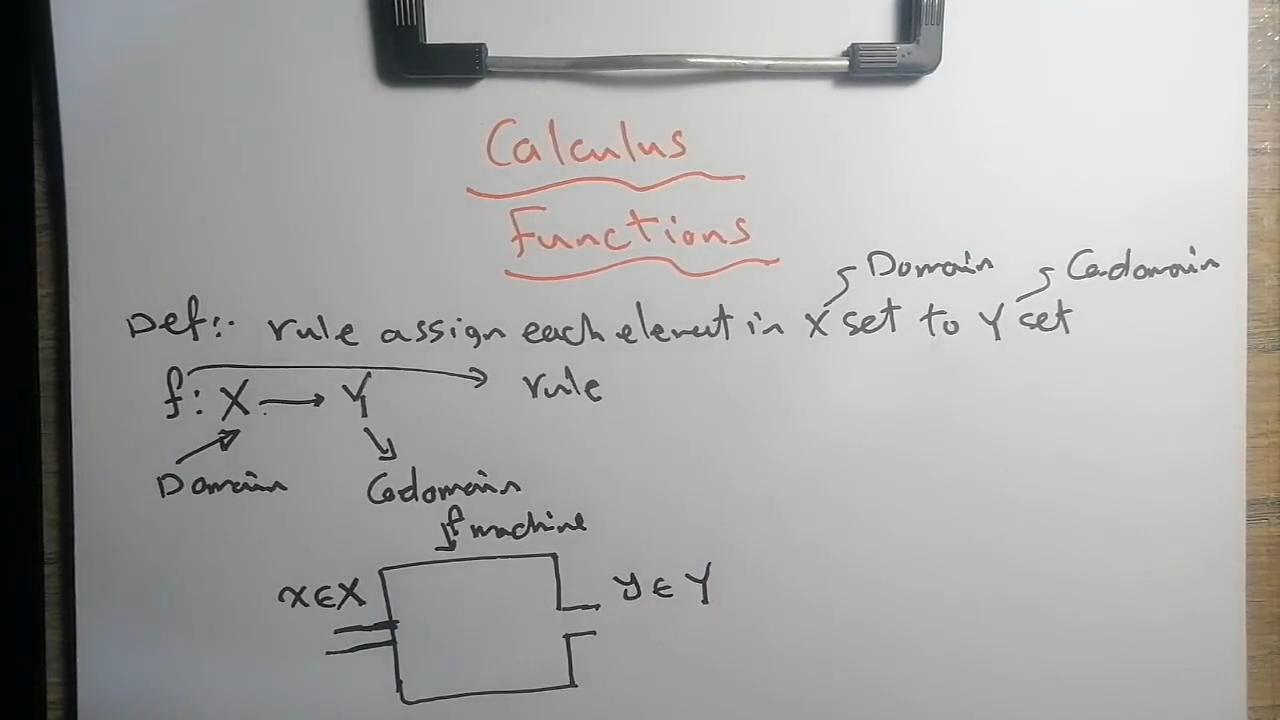 Calculus
Functions
Domain Codomain
Def:. rule assign each element in X set to Y set
f: X → Y rule
Domain Codomain
f machine
x∈X y∈Y